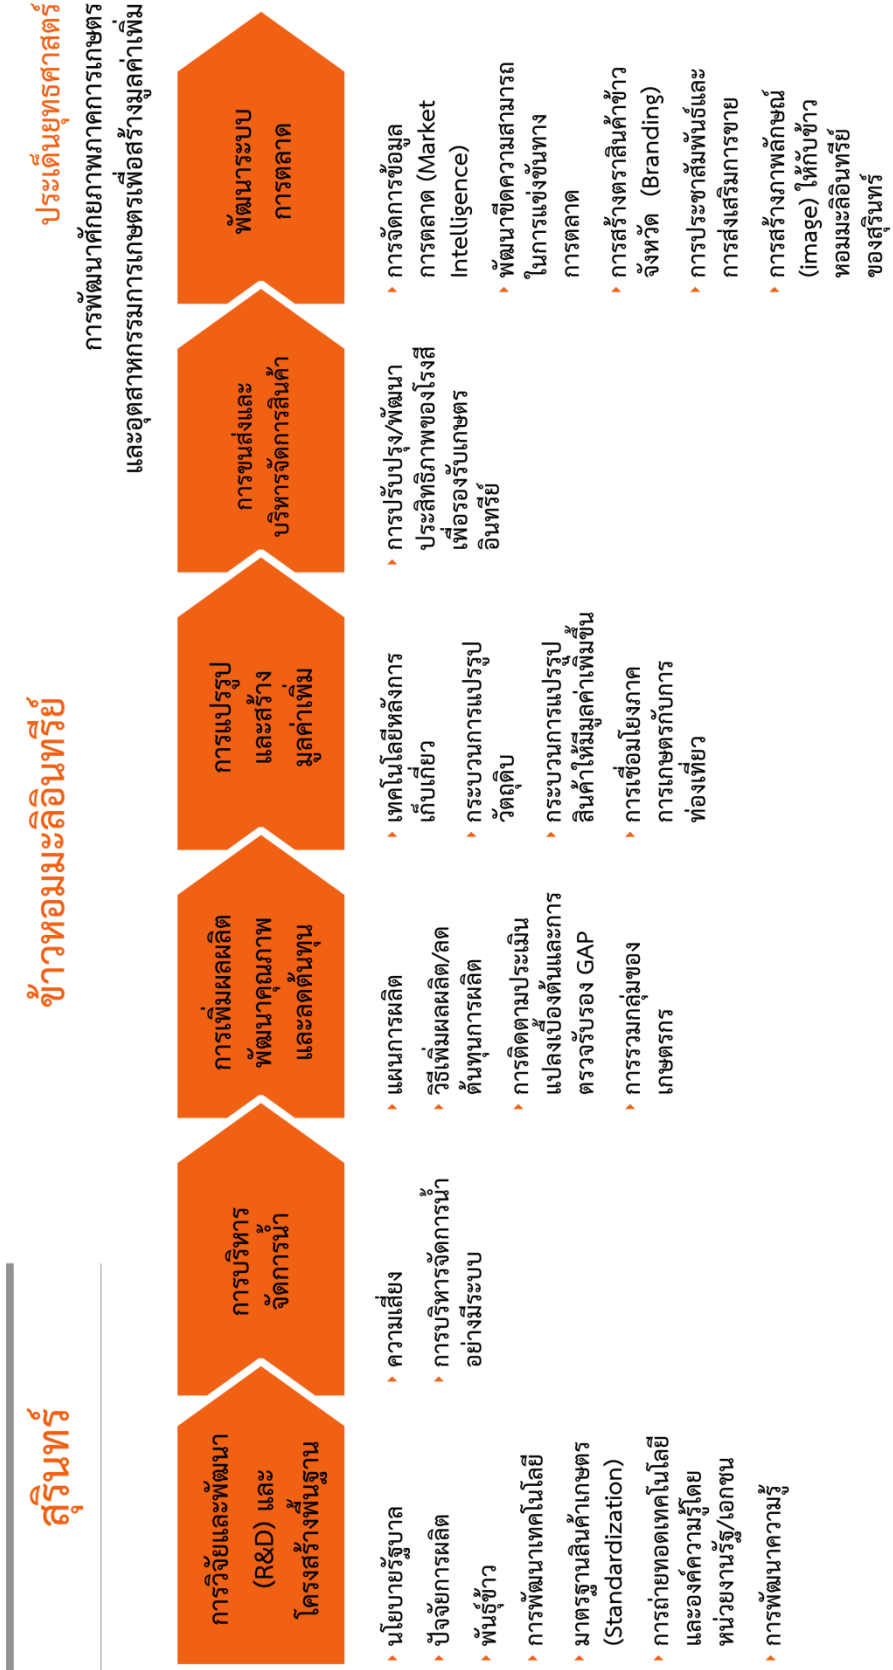 สุรินทร์
ข้าวหอมมะลิอินทรีย์
ประเด็นยุทธศาสตร์
การพัฒนาศักยภาพภาคการเกษตร
และอุตสาหกรรมการเกษตรเพื่อสร้างมูลค่าเพิ่ม
การวิจัยและพัฒนา
(R&D) และ
โครงสร้างพื้นฐาน
นโยบายรัฐบาล
ปัจจัยการผลิต
พันธุ์ข้าว
การพัฒนาเทคโนโลยี
มาตรฐานสินค้าเกษตร
(Standardization)
การถ่ายทอดเทคโนโลยี
และองค์ความรู้โดย
หน่วยงานรัฐ/เอกชน
การพัฒนาความรู้
การบริหาร
จัดการน้ำ
ความเสี่ยง
การบริหารจัดการน้ำ
อย่างมีระบบ
การเพิ่มผลผลิต
พัฒนาคุณภาพ
และลดต้นทุน
แผนการผลิต
วิธีเพิ่มผลผลิต/ลด
ต้นทุนการผลิต
การติดตามประเมิน
แปลงเบื้องต้นและการ
ตรวจรับรอง GAP
การรวมกลุ่มของ
เกษตรกร
การแปรรูป
และสร้าง
มูลค่าเพิ่ม
เทคโนโลยีหลังการ
เก็บเกี่ยว
กระบวนการแปรรูป
วัตถุดิบ
กระบวนการแปรรูป
สินค้าให้มีมูลค่าเพิ่มขึ้น
การเชื่อมโยงภาค
การเกษตรกับการ
ท่องเที่ยว
การขนส่งและ
บริหารจัดการสินค้า
การปรับปรุง/พัฒนา
ประสิทธิภาพของโรงสี
เพื่อรองรับเกษตร
อินทรีย์
พัฒนาระบบ
การตลาด
การจัดการข้อมูล
การตลาด (Market
Intelligence)
พัฒนาขีดความสามารถ
ในการแข่งขันทาง
การตลาด
การสร้างตราสินค้าข้าว
จังหวัด (Branding)
การประชาสัมพันธ์และ
การส่งเสริมการขาย
การสร้างภาพลักษณ์
(image) ให้กับข้าว
หอมมะลิอินทรีย์
ของสุรินทร์